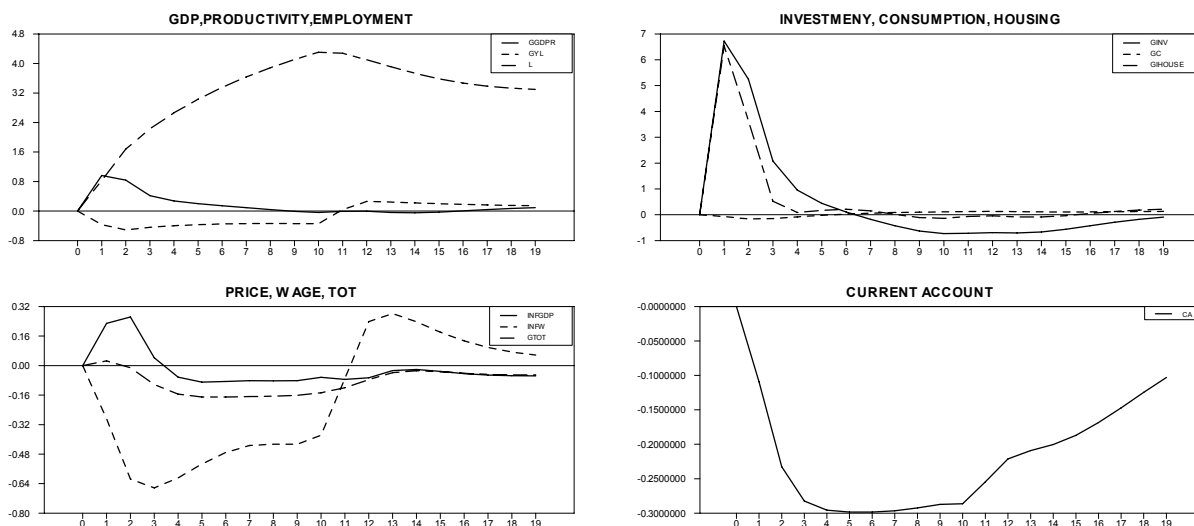 GDP,PRODUCTIVITY,EMPLOYMENT
4.8
4.0
3.2
2.4
1.6
0.8
0.0
-0.8
GGDPR
GYL
L
0 1 2 3 4 5 6 7 8 9 10 11 12 13 14 15 16 17 18 19
INVESTMENY, CONSUMPTION, HOUSING
7
6
5
4
3
2
1
0
-1
GINV
GC
GIHOUSE
0 1 2 3 4 5 6 7 8 9 10 11 12 13 14 15 16 17 18 19
PRICE, WAGE, TOT
0.32
0.16
0.00
-0.16
-0.32
-0.48
-0.64
-0.80
INFGDP
INFW
GTOT
0 1 2 3 4 5 6 7 8 9 10 11 12 13 14 15 16 17 18 19
CURRENT ACCOUNT
-0.0000000
-0.0500000
-0.1000000
-0.1500000
-0.2000000
-0.2500000
-0.3000000
CA
0 1 2 3 4 5 6 7 8 9 10 11 12 13 14 15 16 17 18 19